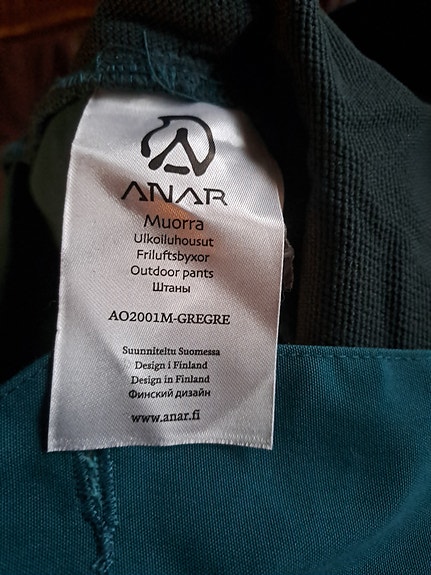 ANAR
Muorra
Ulkoiluhousut
Friluftsbyxor
Outdoor pants
Штаны
AO2001M-GREGRE
Suunniteltu Suomessa
Design i Finland
Design in Finland
Финский дизайн
www.anar.fi